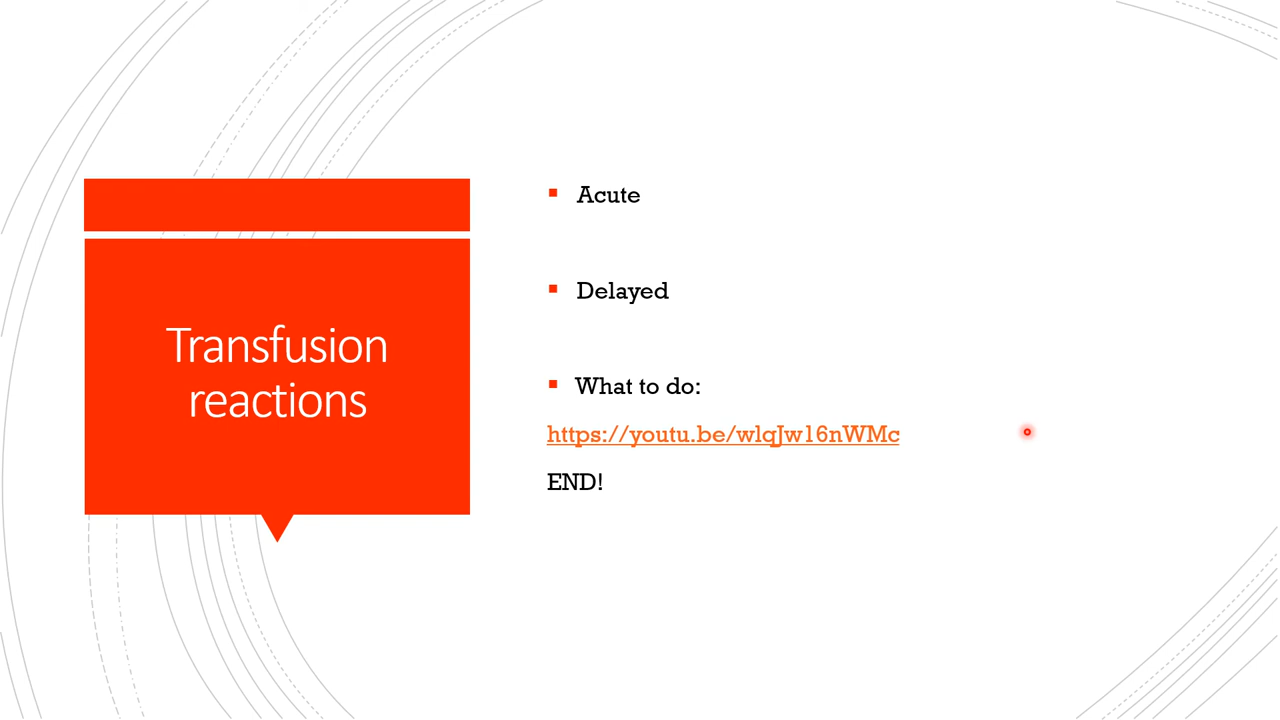 Transfusion
reactions
Acute
Delayed
What to do:
https://youtu.be/wlqJw16nWMc
END!